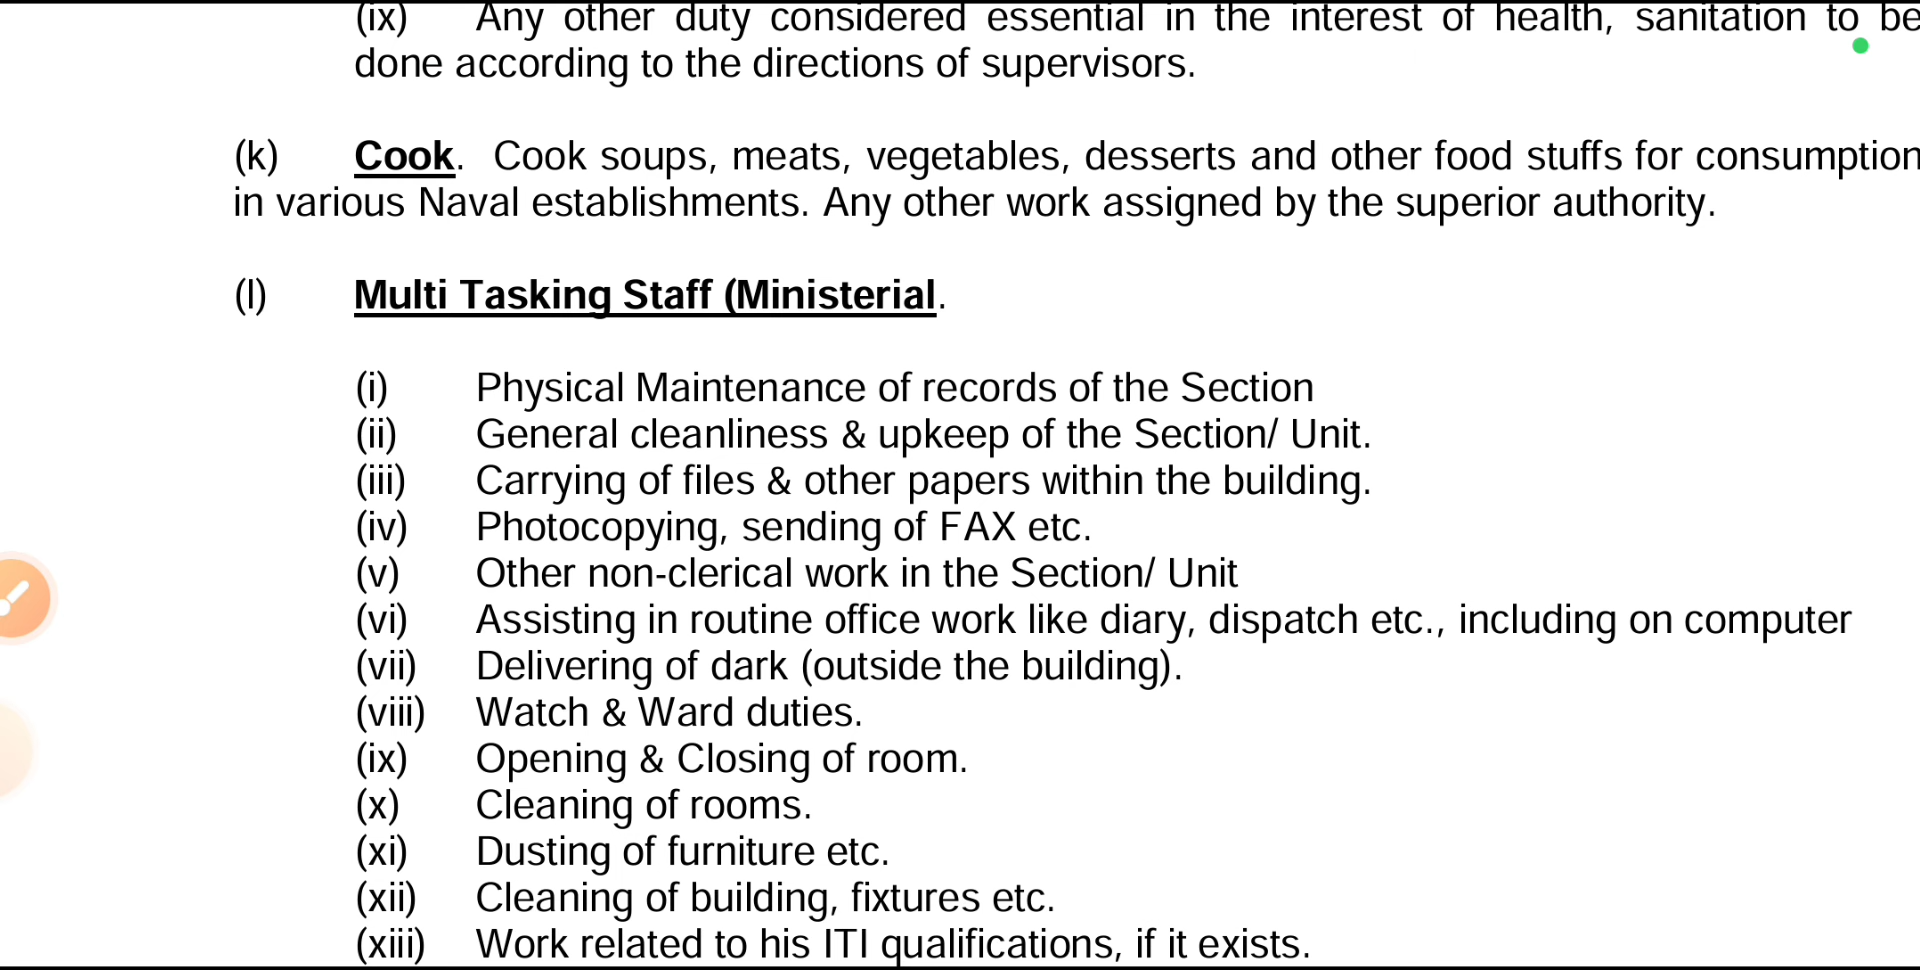 (ix) Any other duty considered essential in the interest of health, sanitation to be
done according to the directions of supervisors.
(k) Cook. Cook soups, meats, vegetables, desserts and other food stuffs for consumption
in various Naval establishments. Any other work assigned by the superior authority.
(l) Multi Tasking Staff (Ministerial.
(i) Physical Maintenance of records of the Section
(ii) General cleanliness & upkeep of the Section/ Unit.
(iii) Carrying of files & other papers within the building.
(iv) Photocopying, sending of FAX etc.
(v) Other non-clerical work in the Section/ Unit
(vi) Assisting in routine office work like diary, dispatch etc., including on computer
(vii) Delivering of dark (outside the building).
(viii) Watch & Ward duties.
(ix) Opening & Closing of room.
(x) Cleaning of rooms.
(xi) Dusting of furniture etc.
(xii) Cleaning of building, fixtures etc.
(xiii) Work related to his ITI qualifications, if it exists.